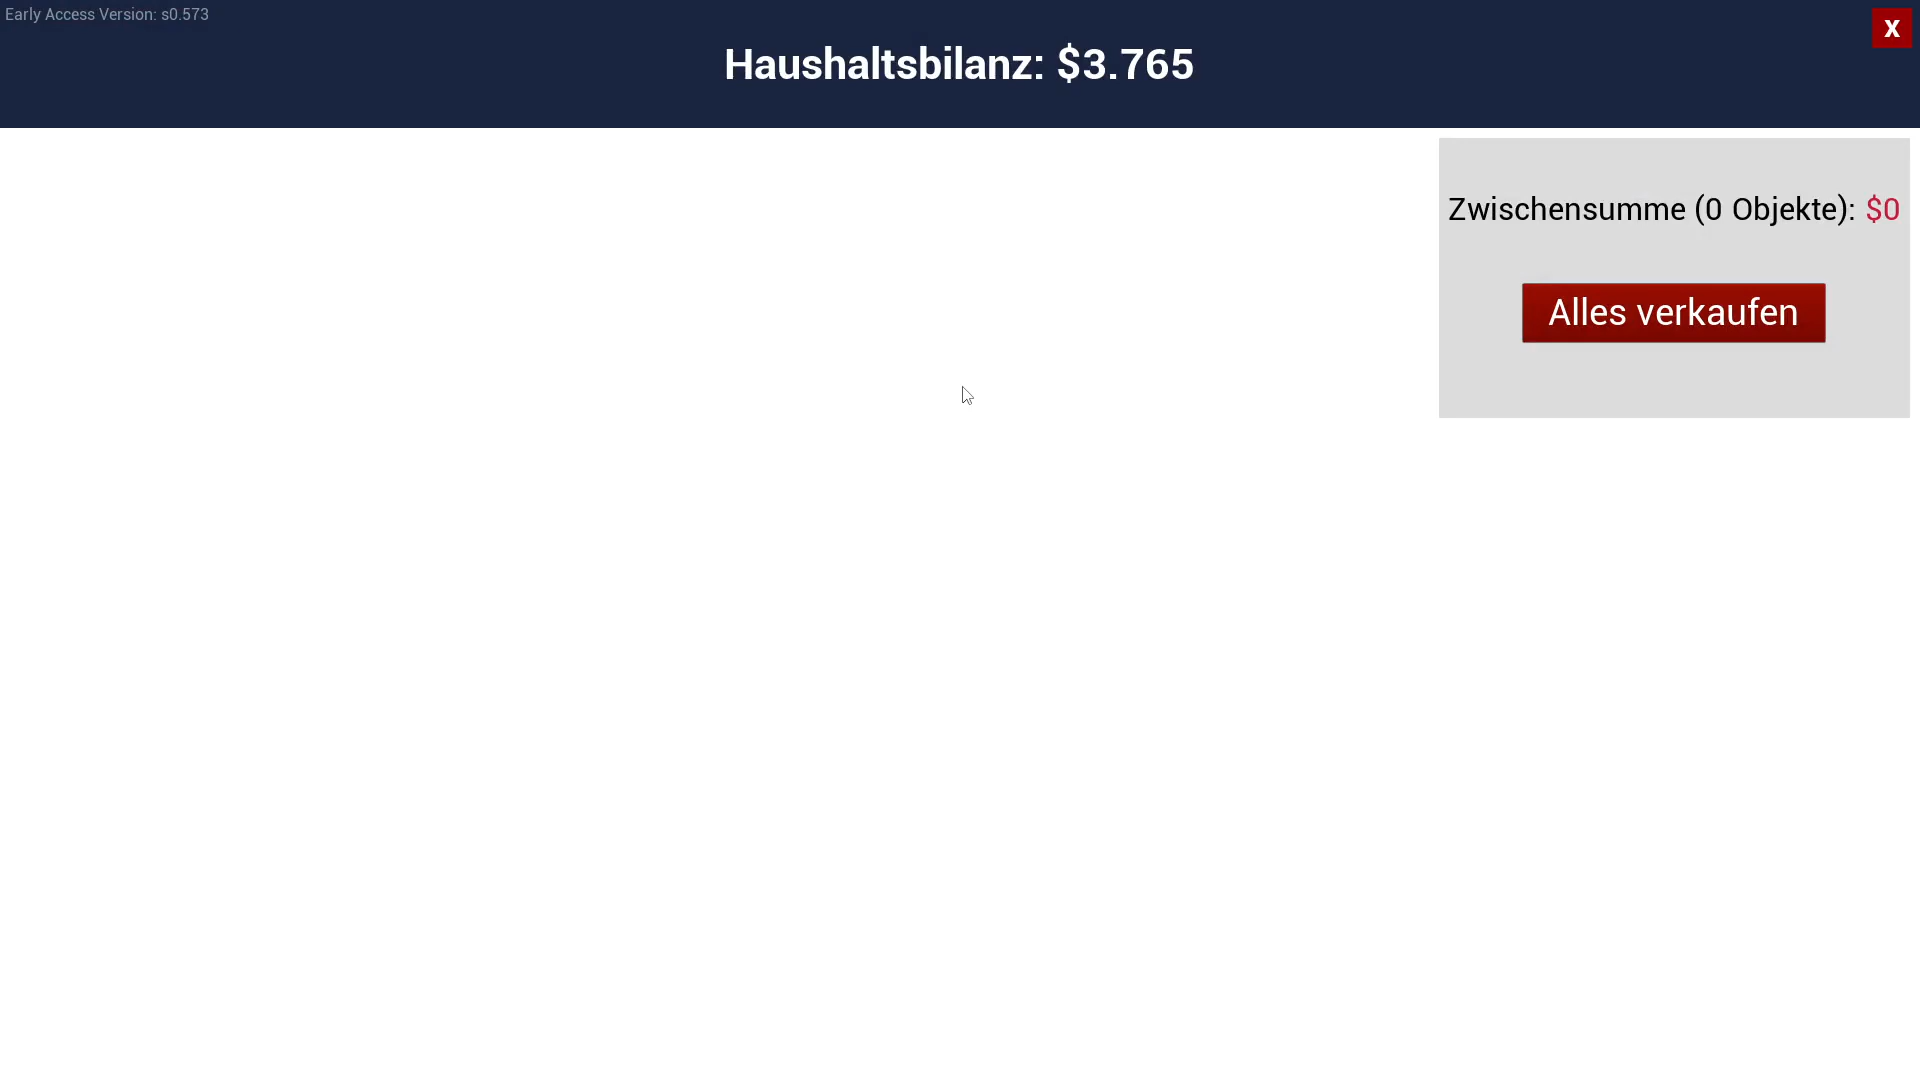 Early Access Version: s0.573
X
Haushaltsbilanz: $3.765
Zwischensumme (0 Objekte): $0
Alles verkaufen